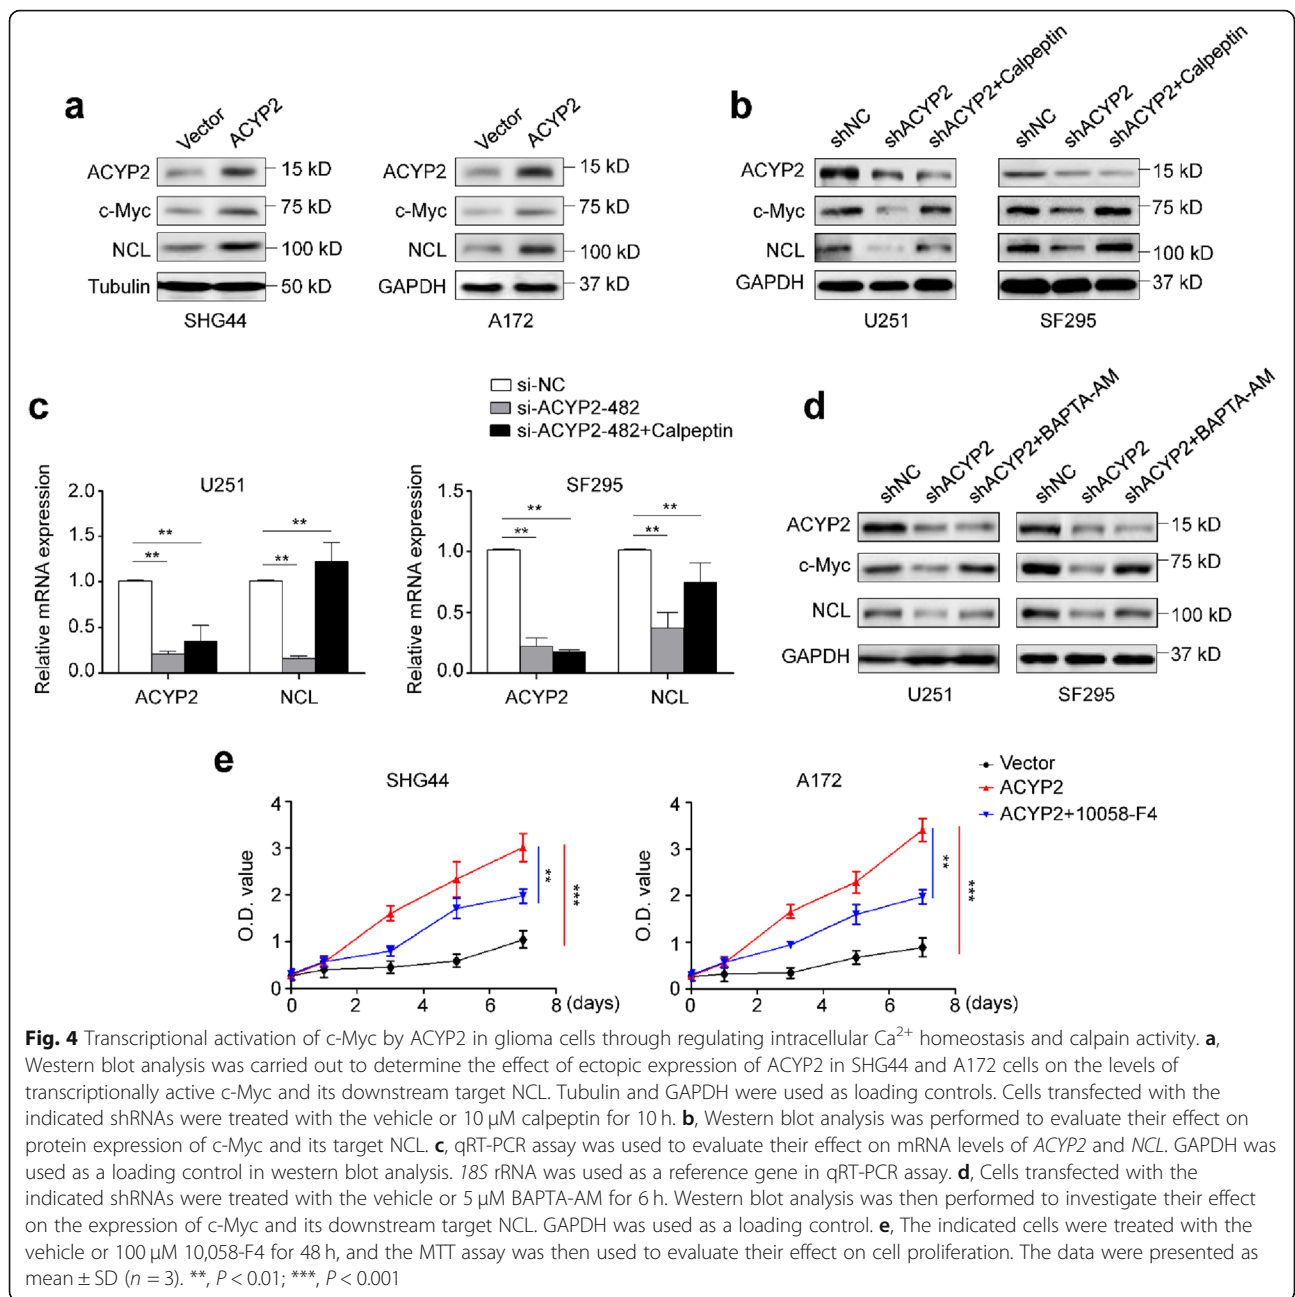 a
Vector
ACYP2
ACYP2
15 kD
c-Myc
75 kD
NCL
100 kD
Tubulin
50 kD
SHG44
Vector
ACYP2
ACYP2
15 kD
c-Myc
75 kD
NCL
100 kD
GAPDH
37 kD
A172
b
shNC
shACYP2
shACYP2+Calpeptin
shNC
shACYP2
shACYP2+Calpeptin
ACYP2
15 kD
c-Myc
75 kD
NCL
100 kD
GAPDH
37 kD
U251
SF295
c
si-NC
si-ACYP2-482
si-ACYP2-482+Calpeptin
U251
Relative mRNA expression
2.0
1.5
1.0
0.5
0.0
**
**
**
**
ACYP2
NCL
SF295
Relative mRNA expression
1.5
1.0
0.5
0.0
**
**
**
**
ACYP2
NCL
d
shNC
shACYP2
shACYP2+BAPTA-AM
shNC
shACYP2
shACYP2+BAPTA-AM
ACYP2
15 kD
c-Myc
75 kD
NCL
100 kD
GAPDH
37 kD
U251
SF295
e
SHG44
O.D. value
4
3
2
1
0
0
2
4
6
8
(days)
**
***
A172
O.D. value
4
3
2
1
0
0
2
4
6
8
(days)
**
***
Vector
ACYP2
ACYP2+10058-F4
Fig. 4 Transcriptional activation of c-Myc by ACYP2 in glioma cells through regulating intracellular Ca²⁺ homeostasis and calpain activity. a,
Western blot analysis was carried out to determine the effect of ectopic expression of ACYP2 in SHG44 and A172 cells on the levels of
transcriptionally active c-Myc and its downstream target NCL. Tubulin and GAPDH were used as loading controls. Cells transfected with the
indicated shRNAs were treated with the vehicle or 10 μM calpeptin for 10 h. b, Western blot analysis was performed to evaluate their effect on
protein expression of c-Myc and its target NCL. c, qRT-PCR assay was used to evaluate their effect on mRNA levels of ACYP2 and NCL. GAPDH was
used as a loading control in western blot analysis. 18S rRNA was used as a reference gene in qRT-PCR assay. d, Cells transfected with the
indicated shRNAs were treated with the vehicle or 5 μM BAPTA-AM for 6 h. Western blot analysis was then performed to investigate their effect
on the expression of c-Myc and its downstream target NCL. GAPDH was used as a loading control. e, The indicated cells were treated with the
vehicle or 100 μM 10,058-F4 for 48 h, and the MTT assay was then used to evaluate their effect on cell proliferation. The data were presented as
mean ± SD (n = 3). **, P < 0.01; ***, P < 0.001